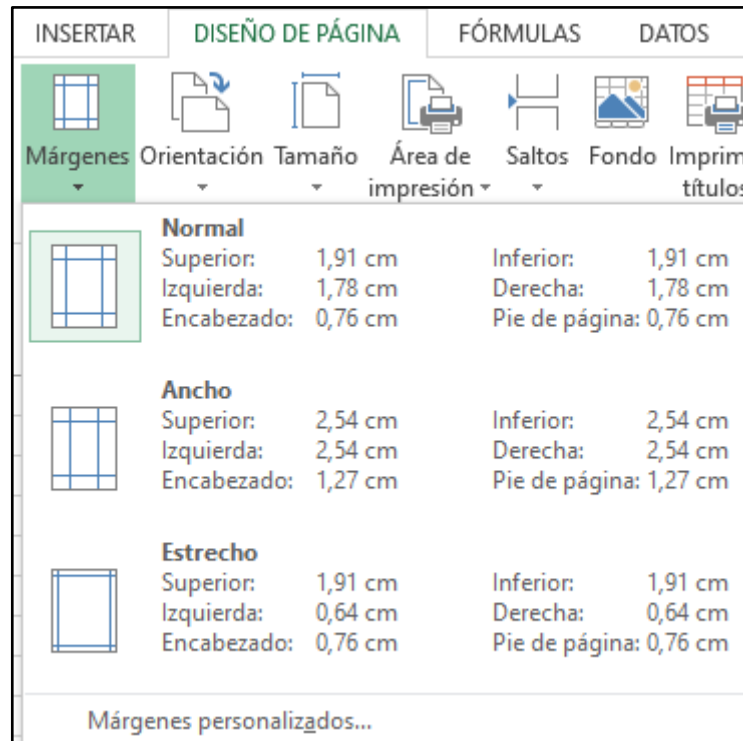 INSERTAR DISEÑO DE PÁGINA FÓRMULAS DATOS
Márgenes Orientación Tamaño Área de impresión Saltos Fondo Imprim títulos
Normal
Superior: 1,91 cm Inferior: 1,91 cm
Izquierda: 1,78 cm Derecha: 1,78 cm
Encabezado: 0,76 cm Pie de página: 0,76 cm
Ancho
Superior: 2,54 cm Inferior: 2,54 cm
Izquierda: 2,54 cm Derecha: 2,54 cm
Encabezado: 1,27 cm Pie de página: 1,27 cm
Estrecho
Superior: 1,91 cm Inferior: 1,91 cm
Izquierda: 0,64 cm Derecha: 0,64 cm
Encabezado: 0,76 cm Pie de página: 0,76 cm
Márgenes personalizados...